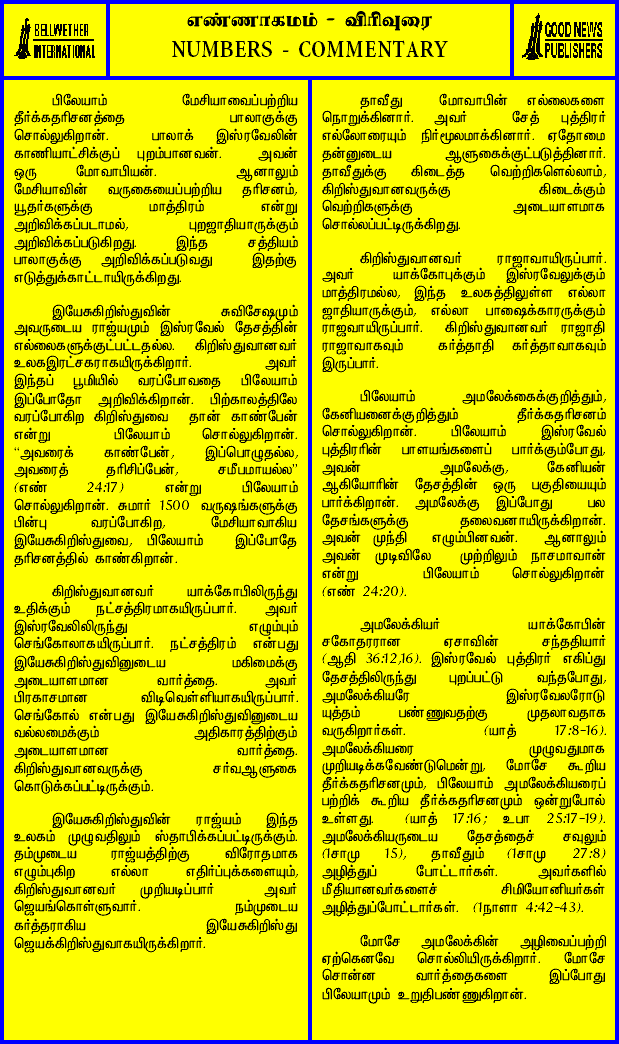 BELLWETHER
INTERNATIONAL
எண்ணாகமம் - விரிவுரை
NUMBERS - COMMENTARY
GOOD NEWS
PUBLISHERS
பிலேயாம் மேசியாவைப்பற்றிய
தீர்க்கதரிசனத்தை பாலாகுக்கு
சொல்லுகிறான். பாலாக் இஸ்ரவேலின்
காணியாட்சிக்குப் புறம்பானவன். அவன்
ஒரு மோவாபியன். ஆனாலும்
மேசியாவின் வருகையைப்பற்றிய தரிசனம்,
யூதர்களுக்கு மாத்திரம் என்று
அறிவிக்கப்படாமல், புறஜாதியாருக்கும்
அறிவிக்கப்படுகிறது. இந்த சத்தியம்
பாலாகுக்கு அறிவிக்கப்படுவது இதற்கு
எடுத்துக்காட்டாயிருக்கிறது.
இயேசுகிறிஸ்துவின் சுவிசேஷமும்
அவருடைய ராஜ்யமும் இஸ்ரவேல் தேசத்தின்
எல்லைகளுக்குட்பட்டதல்ல. கிறிஸ்துவானவர்
உலகஇரட்சகராகயிருக்கிறார். அவர்
இந்தப் பூமியில் வரப்போவதை பிலேயாம்
இப்போதோ அறிவிக்கிறான். பிற்காலத்திலே
வரப்போகிற கிறிஸ்துவை தான் காண்பேன்
என்று பிலேயாம் சொல்லுகிறான்.
“அவரைக் காண்பேன், இப்பொழுதல்ல,
அவரைத் தரிசிப்பேன், சமீபமாயல்ல”
(எண் 24:17) என்று பிலேயாம்
சொல்லுகிறான். சுமார் 1500 வருஷங்களுக்கு
பின்பு வரப்போகிற, மேசியாவாகிய
இயேசுகிறிஸ்துவை, பிலேயாம் இப்போதே
தரிசனத்தில் காண்கிறான்.
கிறிஸ்துவானவர் யாக்கோபிலிருந்து
உதிக்கும் நட்சத்திரமாகயிருப்பார். அவர்
இஸ்ரவேலிலிருந்து எழும்பும்
செங்கோலாகயிருப்பார். நட்சத்திரம் என்பது
இயேசுகிறிஸ்துவினுடைய மகிமைக்கு
அடையாளமான வார்த்தை. அவர்
பிரகாசமான விடிவெள்ளியாகயிருப்பார்.
செங்கோல் என்பது இயேசுகிறிஸ்துவினுடைய
வல்லமைக்கும் அதிகாரத்திற்கும்
அடையாளமான வார்த்தை.
கிறிஸ்துவானவருக்கு சர்வஆளுகை
கொடுக்கப்பட்டிருக்கும்.
இயேசுகிறிஸ்துவின் ராஜ்யம் இந்த
உலகம் முழுவதிலும் ஸ்தாபிக்கப்பட்டிருக்கும்.
தம்முடைய ராஜ்யத்திற்கு விரோதமாக
எழும்புகிற எல்லா எதிர்ப்புக்களையும்,
கிறிஸ்துவானவர் முறியடிப்பார் அவர்
ஜெயங்கொள்ளுவார். நம்முடைய
கர்த்தராகிய இயேசுகிறிஸ்து
ஜெயக்கிறிஸ்துவாகயிருக்கிறார்.
தாவீது மோவாபின் எல்லைகளை
நொறுக்கினார். அவர் சேத் புத்திரர்
எல்லோரையும் நிர்மூலமாக்கினார். ஏதோமை
தன்னுடைய ஆளுகைக்குட்படுத்தினார்.
தாவீதுக்கு கிடைத்த வெற்றிகளெல்லாம்,
கிறிஸ்துவானவருக்கு கிடைக்கும்
வெற்றிகளுக்கு அடையாளமாக
சொல்லப்பட்டிருக்கிறது.
கிறிஸ்துவானவர் ராஜாவாயிருப்பார்.
அவர் யாக்கோபுக்கும் இஸ்ரவேலுக்கும்
மாத்திரமல்ல, இந்த உலகத்திலுள்ள எல்லா
ஜாதியாருக்கும், எல்லா பாஷைக்காரருக்கும்
ராஜவாயிருப்பார். கிறிஸ்துவானவர் ராஜாதி
ராஜாவாகவும் கர்த்தாதி கர்த்தாவாகவும்
இருப்பார்.
பிலேயாம் அமலேக்கைக்குறித்தும்,
கேனியனைக்குறித்தும் தீர்க்கதரிசனம்
சொல்லுகிறான். பிலேயாம் இஸ்ரவேல்
புத்திரரின் பாளயங்களைப் பார்க்கும்போது,
அவன் அமலேக்கு, கேனியன்
ஆகியோரின் தேசத்தின் ஒரு பகுதியையும்
பார்க்கிறான். அமலேக்கு இப்போது பல
தேசங்களுக்கு தலைவனாயிருக்கிறான்.
அவன் முந்தி எழும்பினவன். ஆனாலும்
அவன் முடிவிலே முற்றிலும் நாசமாவான்
என்று பிலேயாம் சொல்லுகிறான்
(எண் 24:20).
அமலேக்கியர் யாக்கோபின்
சகோதரரான ஏசாவின் சந்ததியார்
(ஆதி 36:12,16). இஸ்ரவேல் புத்திரர் எகிப்து
தேசத்திலிருந்து புறப்பட்டு வந்தபோது,
அமலேக்கியரே இஸ்ரவேலரோடு
யுத்தம் பண்ணுவதற்கு முதலாவதாக
வருகிறார்கள். (யாத் 17:8-16).
அமலேக்கியரை முழுவதுமாக
முறியடிக்கவேண்டுமென்று, மோசே கூறிய
தீர்க்கதரிசனமும், பிலேயாம் அமலேக்கியரைப்
பற்றிக் கூறிய தீர்க்கதரிசனமும் ஒன்றுபோல்
உள்ளது. (யாத் 17:16; உபா 25:17-19).
அமலேக்கியருடைய தேசத்தைச் சவுலும்
(1சாமு 15), தாவீதும் (1சாமு 27:8)
அழித்துப் போட்டார்கள். அவர்களில்
மீதியானவர்களைச் சிமியோனியர்கள்
அழித்துப்போட்டார்கள். (1நாளா 4:42-43).
மோசே அமலேக்கின் அழிவைப்பற்றி
ஏற்கெனவே சொல்லியிருக்கிறார். மோசே
சொன்ன வார்த்தைகளை இப்போது
பிலேயாமும் உறுதிபண்ணுகிறான்.